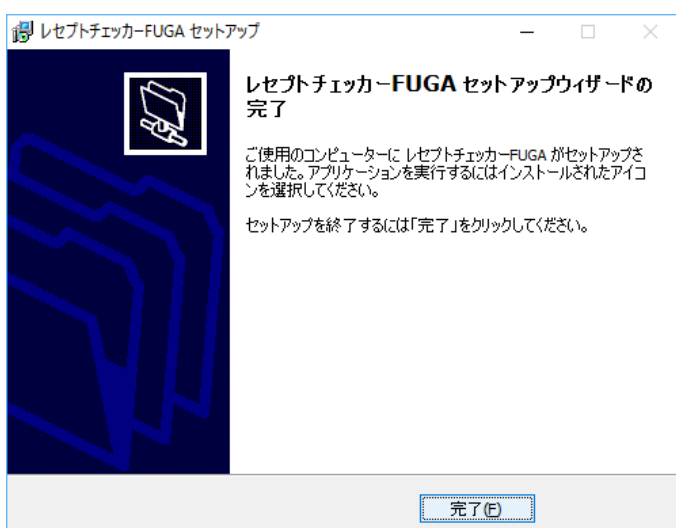 レセプトチェッカーFUGA セットアップ
レセプトチェッカーFUGA セットアップウィザードの
完了
ご使用のコンピューターに レセプトチェッカーFUGA がセットアップさ
れました。アプリケーションを実行するにはインストールされたアイコ
ンを選択してください。
セットアップを終了するには「完了」をクリックしてください。
完了(F)